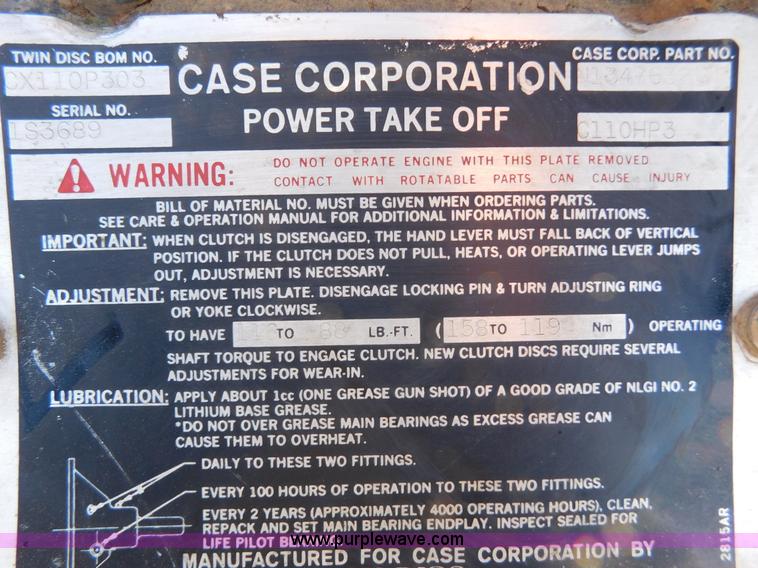 TWIN DISC BOM NO.
CASE CORP. PART NO.
CX110P303
CASE CORPORATION
SERIAL NO.
POWER TAKE OFF
LS3689
C110HP3
WARNING:
DO NOT OPERATE ENGINE WITH THIS PLATE REMOVED
CONTACT WITH ROTATABLE PARTS CAN CAUSE INJURY
BILL OF MATERIAL NO. MUST BE GIVEN WHEN ORDERING PARTS.
SEE CARE & OPERATION MANUAL FOR ADDITIONAL INFORMATION & LIMITATIONS.
IMPORTANT: WHEN CLUTCH IS DISENGAGED, THE HAND LEVER MUST FALL BACK OF VERTICAL
POSITION. IF THE CLUTCH DOES NOT PULL, HEATS, OR OPERATING LEVER JUMPS
OUT, ADJUSTMENT IS NECESSARY.
ADJUSTMENT: REMOVE THIS PLATE. DISENGAGE LOCKING PIN & TURN ADJUSTING RING
OR YOKE CLOCKWISE.
TO HAVE TO 88 LB.-FT. (158 TO 119 Nm) OPERATING
SHAFT TORQUE TO ENGAGE CLUTCH. NEW CLUTCH DISCS REQUIRE SEVERAL
ADJUSTMENTS FOR WEAR-IN.
LUBRICATION: APPLY ABOUT 1cc (ONE GREASE GUN SHOT) OF A GOOD GRADE OF NLGI NO. 2
LITHIUM BASE GREASE.
*DO NOT OVER GREASE MAIN BEARINGS AS EXCESS GREASE CAN
CAUSE THEM TO OVERHEAT.
DAILY TO THESE TWO FITTINGS.
EVERY 100 HOURS OF OPERATION TO THESE TWO FITTINGS.
EVERY 2 YEARS (APPROXIMATELY 4000 OPERATING HOURS), CLEAN,
REPACK AND SET MAIN BEARING ENDPLAY. INSPECT SEALED FOR
LIFE PILOT
www.purplewave.com
MANUFACTURED FOR CASE CORPORATION BY
2815AR